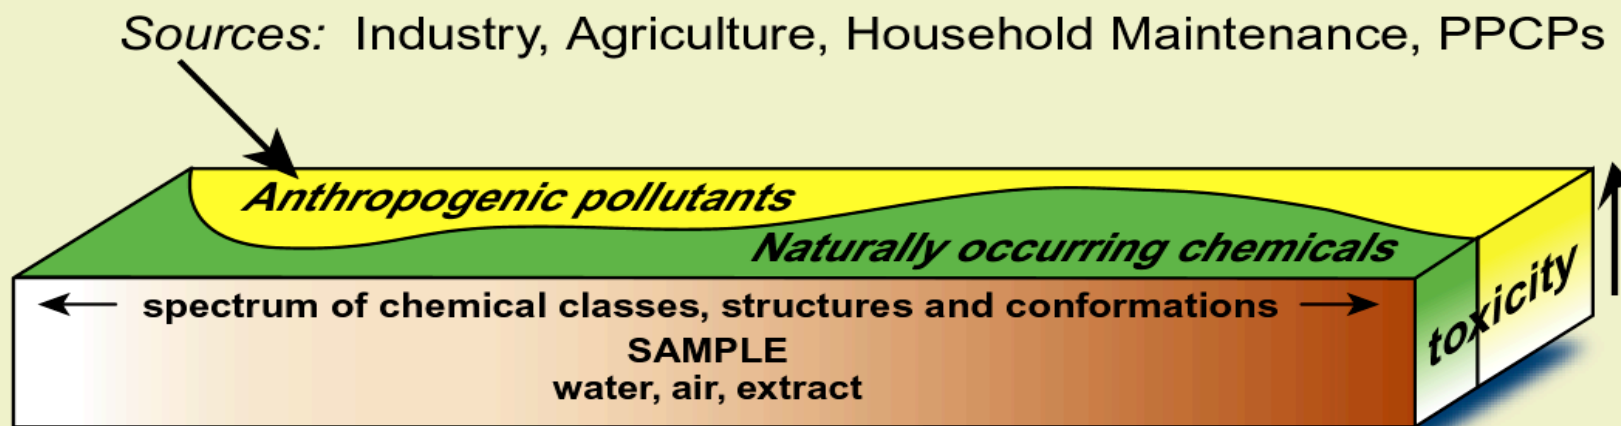 Sources: Industry, Agriculture, Household Maintenance, PPCPs
Anthropogenic pollutants
Naturally occurring chemicals
spectrum of chemical classes, structures and conformations
toxicity
SAMPLE
water, air, extract